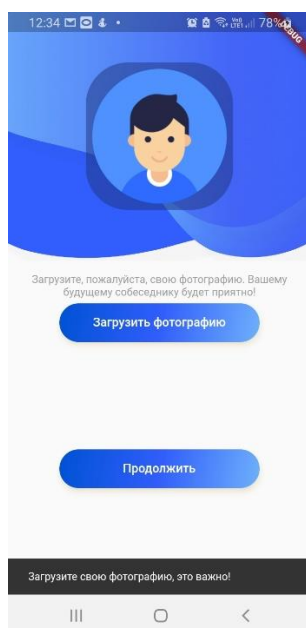 12:34
78%
Загрузите, пожалуйста, свою фотографию. Вашему
будущему собеседнику будет приятно!
Загрузить фотографию
Продолжить
Загрузите свою фотографию, это важно!